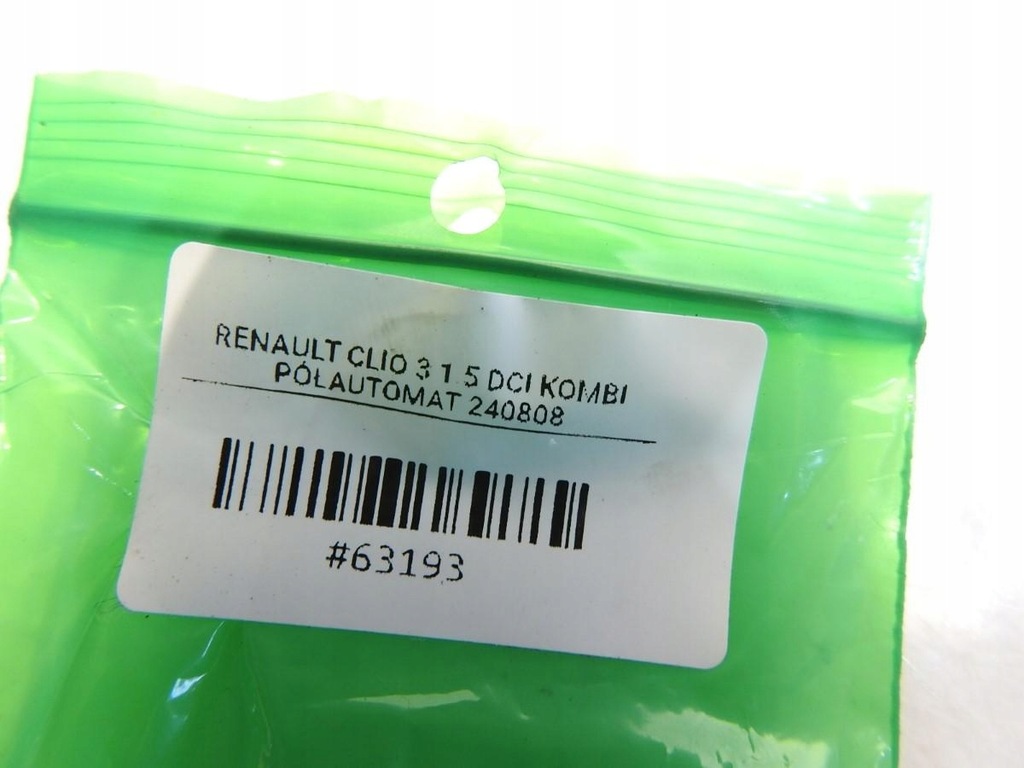 RENAULT CLIO 3 1.5 DCI KOMBI
PÓŁAUTOMAT 240808
#63193